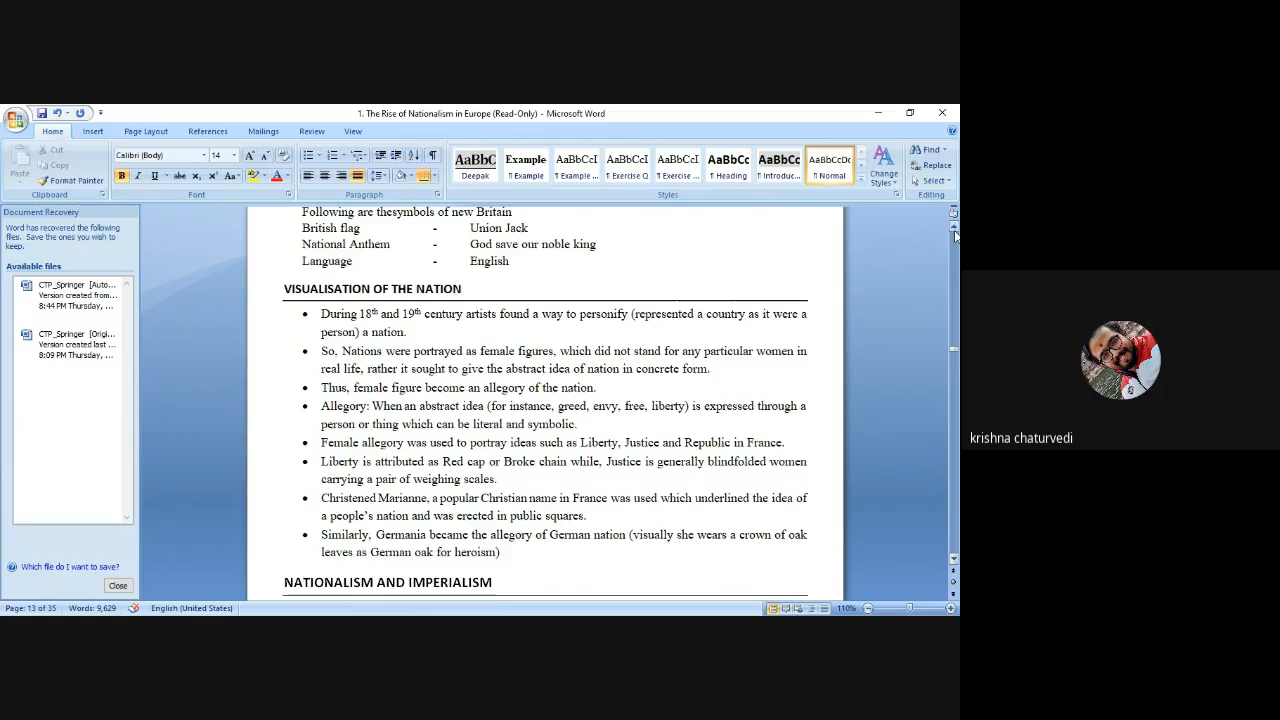 1. The Rise of Nationalism in Europe (Read-Only) - Microsoft Word
Home Insert Page Layout References Mailings Review View
Paste
Cut
Copy
Format Painter
Clipboard
Calibri (Body) 14
Font
Paragraph
AaBbC Example AaBbCcI AaBbCcI AaBbCcI AaBbCc AaBbCc AaBbCcDc
Deepak ¶ Example ¶ Example ... ¶ Exercise Q ¶ Exercise ... ¶ Heading ¶ Introduc... ¶ Normal
Change Styles
Styles
Find
Replace
Select
Editing
Document Recovery
Word has recovered the following files. Save the ones you wish to keep.
Available files
CTP_Springer [Auto...
Version created from...
8:44 PM Thursday, ...
CTP_Springer [Origi...
Version created last ...
8:09 PM Thursday, ...
Which file do I want to save?
Close
Following are thesymbols of new Britain
British flag - Union Jack
National Anthem - God save our noble king
Language - English
VISUALISATION OF THE NATION
• During 18th and 19th century artists found a way to personify (represented a country as it were a
person) a nation.
• So, Nations were portrayed as female figures, which did not stand for any particular women in
real life, rather it sought to give the abstract idea of nation in concrete form.
• Thus, female figure become an allegory of the nation.
• Allegory: When an abstract idea (for instance, greed, envy, free, liberty) is expressed through a
person or thing which can be literal and symbolic.
• Female allegory was used to portray ideas such as Liberty, Justice and Republic in France.
• Liberty is attributed as Red cap or Broke chain while, Justice is generally blindfolded women
carrying a pair of weighing scales.
• Christened Marianne, a popular Christian name in France was used which underlined the idea of
a people's nation and was erected in public squares.
• Similarly, Germania became the allegory of German nation (visually she wears a crown of oak
leaves as German oak for heroism)
NATIONALISM AND IMPERIALISM
Page: 13 of 35 Words: 9,629 English (United States) 110%
krishna chaturvedi